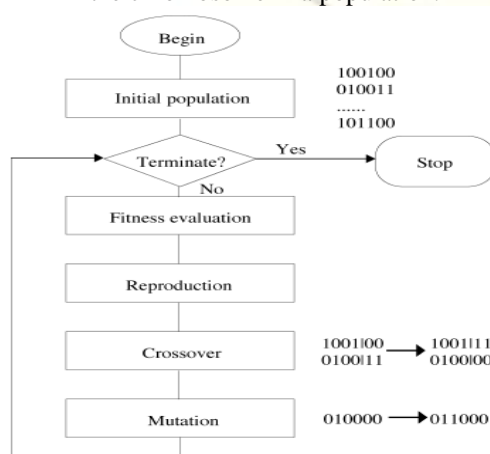 Begin
Initial population
100100
010011
......
101100
Terminate?
Yes
Stop
No
Fitness evaluation
Reproduction
Crossover
1001|00
1001|11
0100|11
0100|00
Mutation
010000
011000